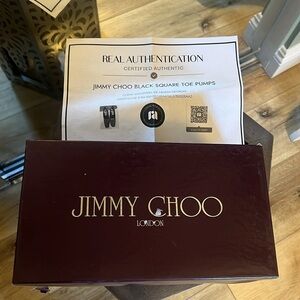 REAL AUTHENTICATION
CERTIFIED AUTHENTIC
JIMMY CHOO BLACK SQUARE TOE PUMPS
JIMMY CHOO
LONDON